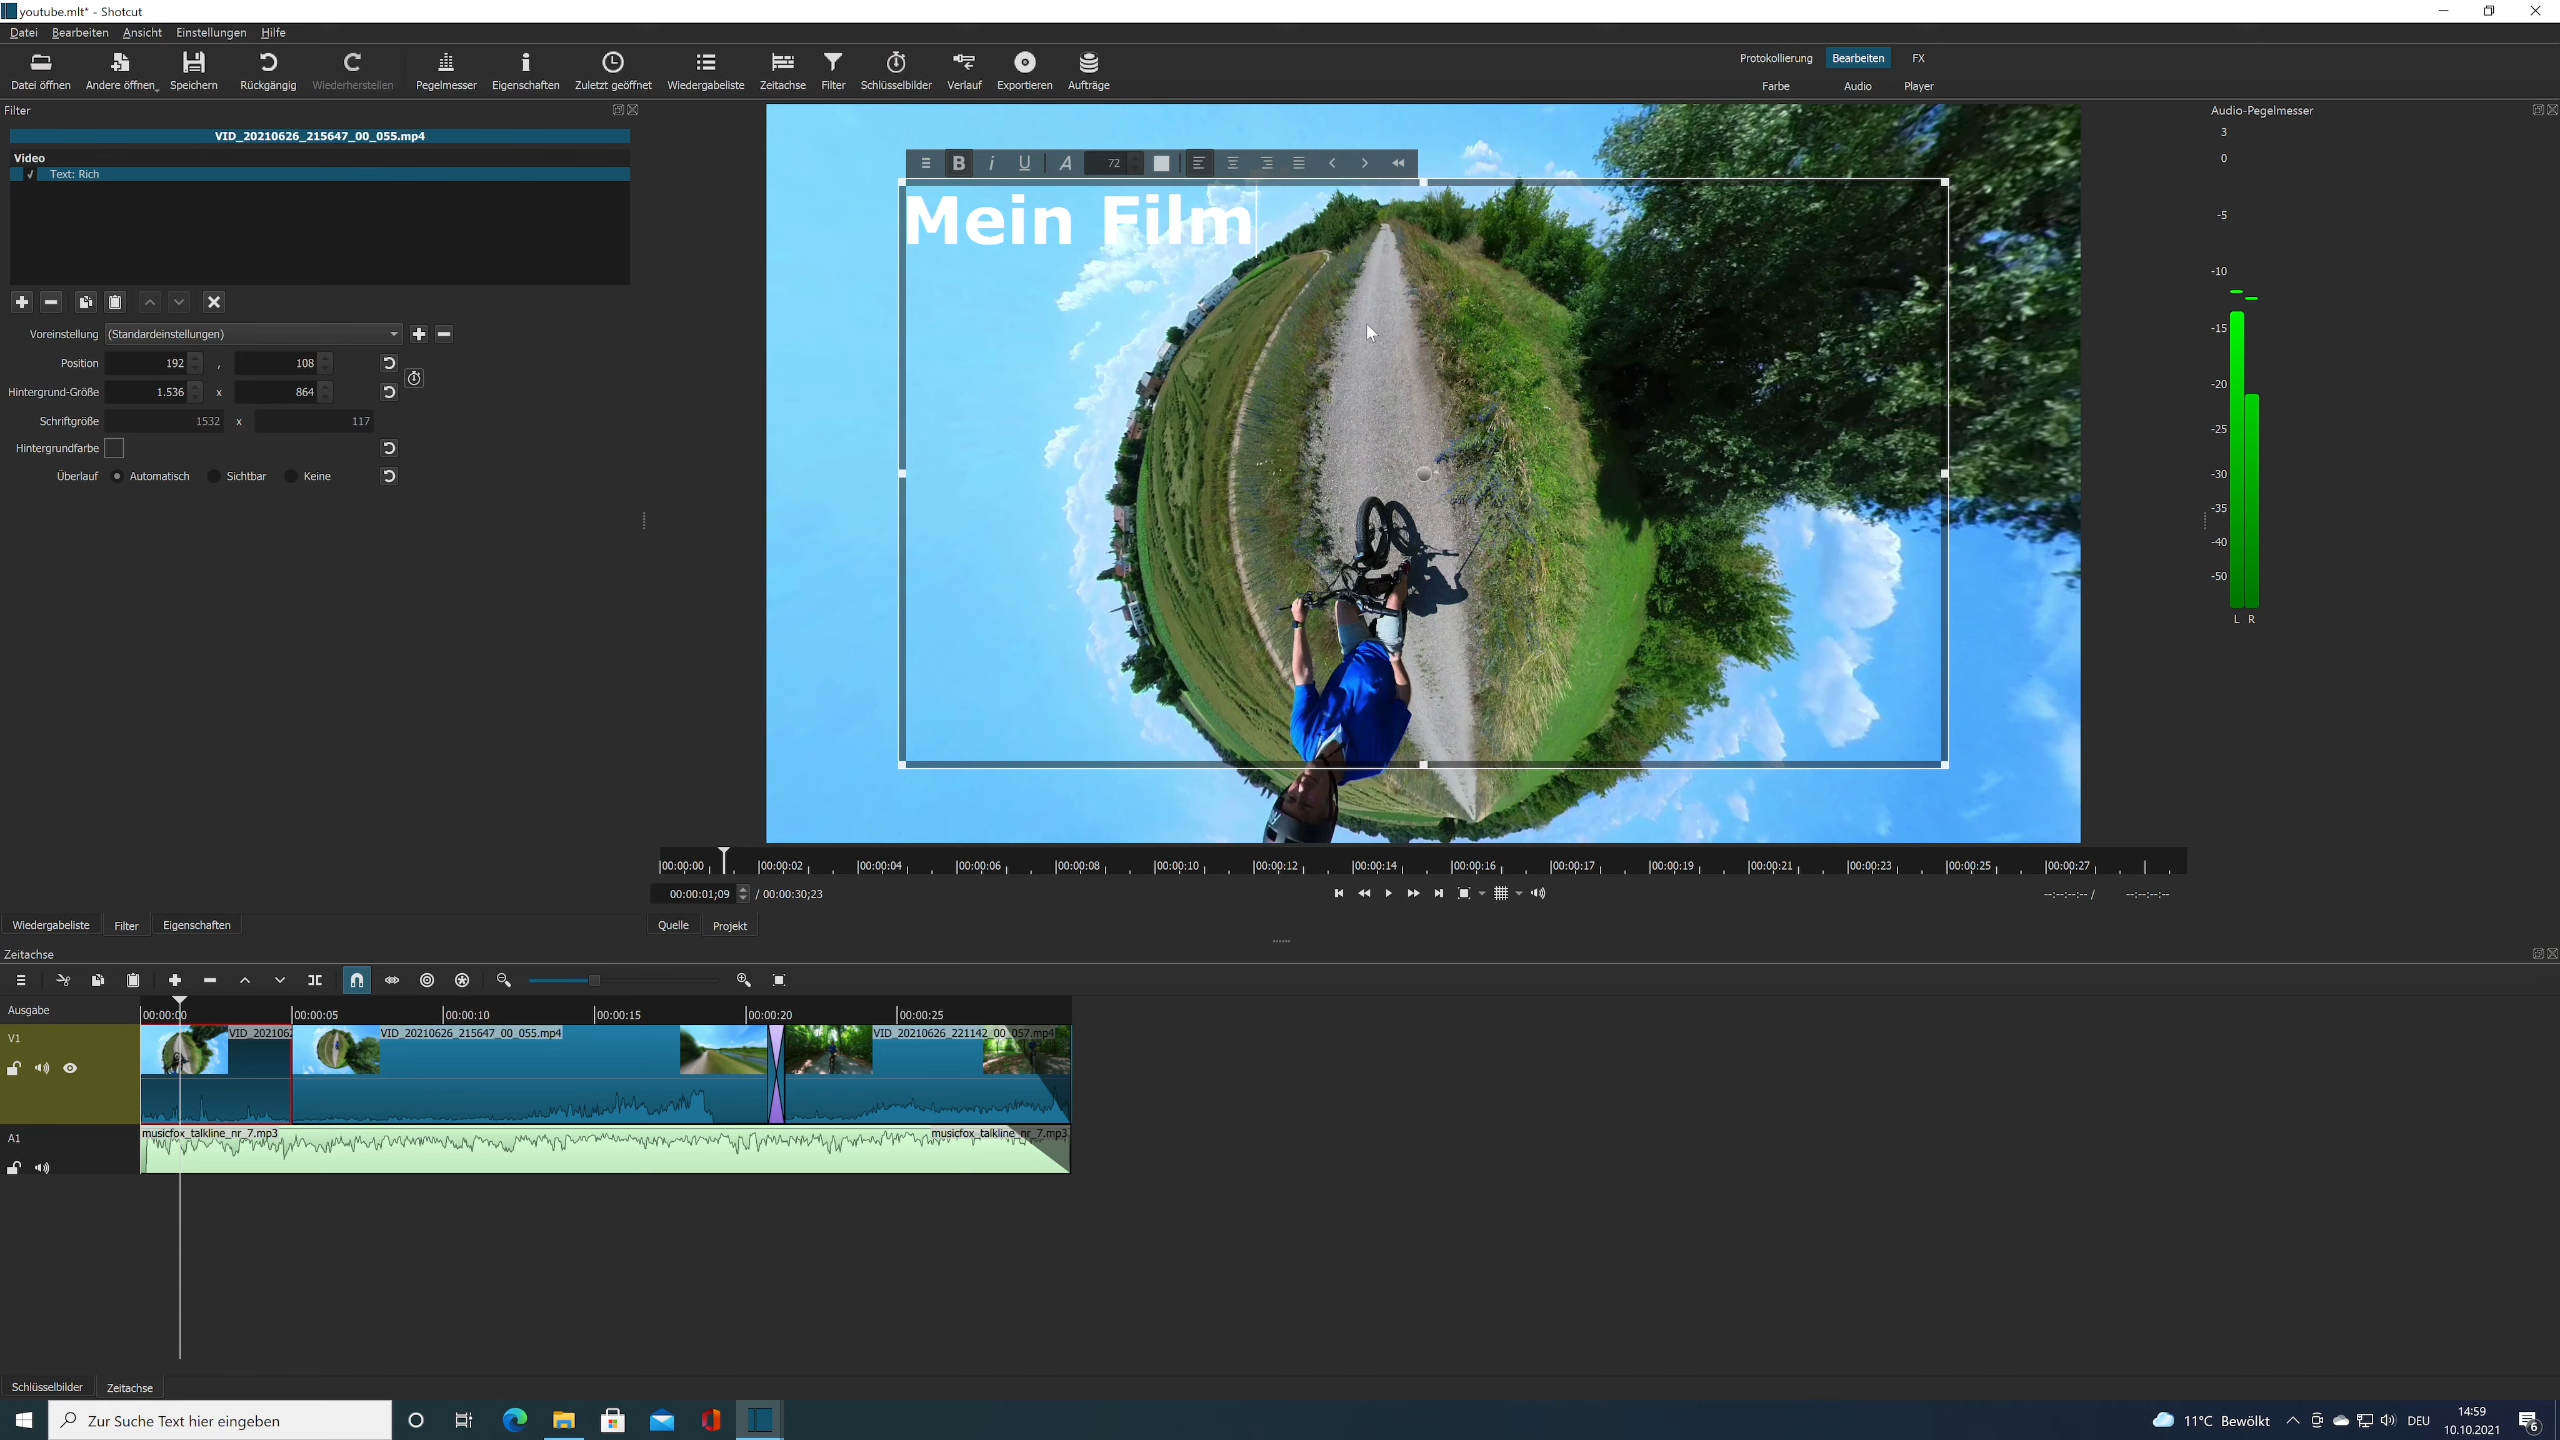 youtube.mlt* - Shotcut
Datei Bearbeiten Ansicht Einstellungen Hilfe
Datei öffnen Andere öffnen Speichern Rückgängig Wiederherstellen Pegelmesser Eigenschaften Zuletzt geöffnet Wiedergabeliste Zeitachse Filter Schlüsselbilder Verlauf Exportieren Aufträge
Protokollierung Bearbeiten FX
Farbe Audio Player
Filter
VID_20210626_215647_00_055.mp4
Video
Text: Rich
Voreinstellung (Standardeinstellungen)
Position 192 , 108
Hintergrund-Größe 1.536 x 864
Schriftgröße 1532 x 117
Hintergrundfarbe
Überlauf Automatisch Sichtbar Keine
B i U A 72
Mein Film
Audio-Pegelmesser
3
0
-5
-10
-15
-20
-25
-30
-35
-40
-50
L R
00:00:00 00:00:02 00:00:04 00:00:06 00:00:08 00:00:10 00:00:12 00:00:14 00:00:16 00:00:17 00:00:19 00:00:21 00:00:23 00:00:25 00:00:27
00:00:01;09 / 00:00:30;23
--:--:--:-- / --:--:--:--
Wiedergabeliste Filter Eigenschaften
Quelle Projekt
Zeitachse
Ausgabe
00:00:00 00:00:05 00:00:10 00:00:15 00:00:20 00:00:25
V1
VID_202106 VID_20210626_215647_00_055.mp4 VID_20210626_221142_00_057.mp4
A1
musicfox_talkline_nr_7.mp3 musicfox_talkline_nr_7.mp3
Schlüsselbilder Zeitachse
Zur Suche Text hier eingeben
11°C Bewölkt
DEU
14:59
10.10.2021
6